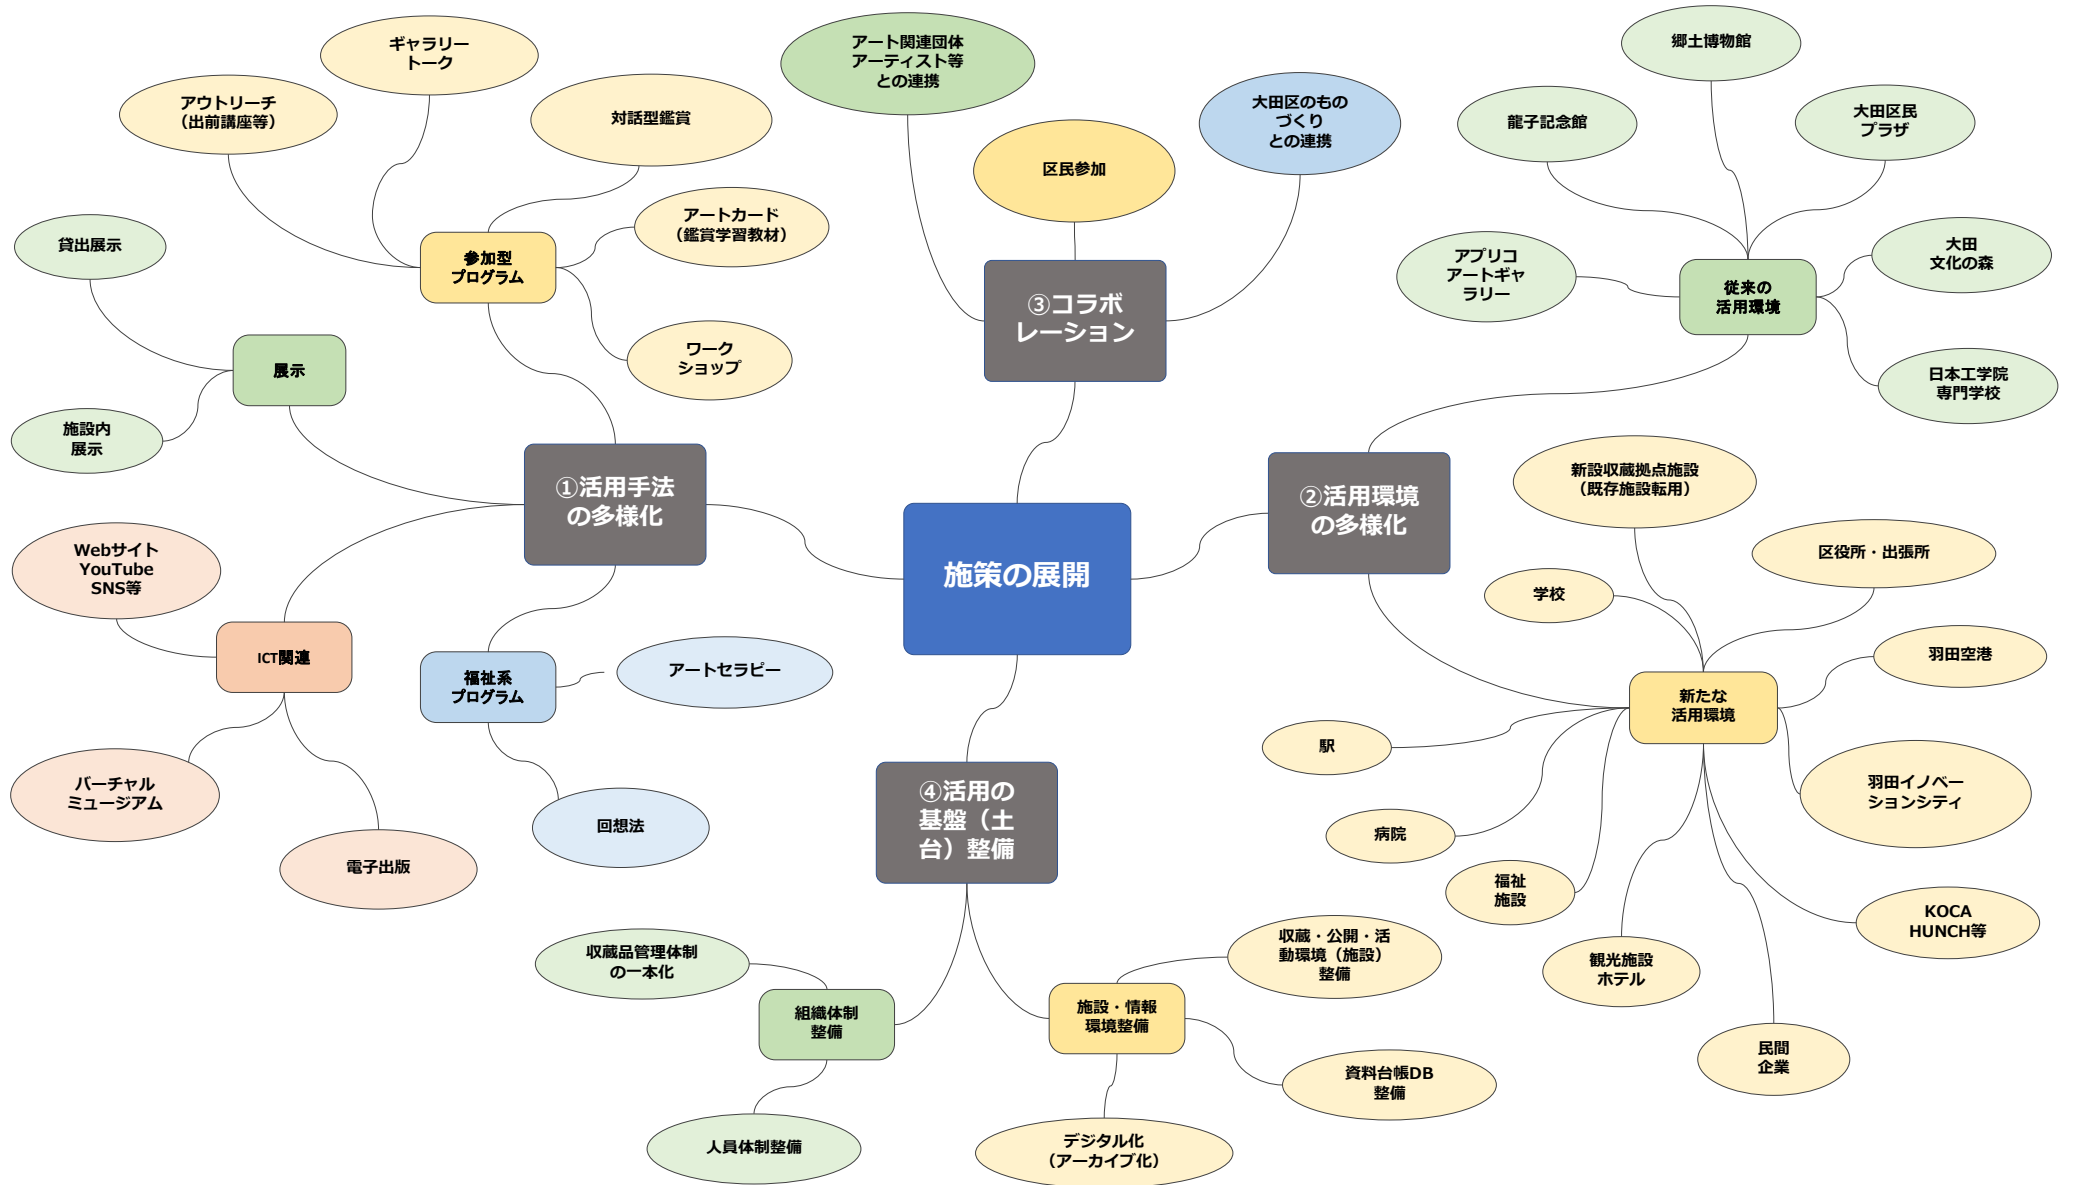 ギャラリー
トーク
アウトリーチ
（出前講座等）
対話型鑑賞
アートカード
（鑑賞学習教材）
ワーク
ショップ
参加型
プログラム
貸出展示
展示
施設内
展示
Webサイト
YouTube
SNS等
ICT関連
バーチャル
ミュージアム
電子出版
福祉系
プログラム
アートセラピー
回想法
①活用手法
の多様化
アート関連団体
アーティスト等
との連携
区民参加
大田区のもの
づくり
との連携
③コラボ
レーション
施策の展開
②活用環境
の多様化
郷土博物館
龍子記念館
大田区民
プラザ
アプリコ
アートギャ
ラリー
大田
文化の森
従来の
活用環境
日本工学院
専門学校
新設収蔵拠点施設
（既存施設転用）
区役所・出張所
学校
羽田空港
新たな
活用環境
駅
羽田イノベー
ションシティ
病院
福祉
施設
KOCA
HUNCH等
観光施設
ホテル
民間
企業
④活用の
基盤（土
台）整備
収蔵品管理体制
の一本化
組織体制
整備
人員体制整備
収蔵・公開・活
動環境（施設）
整備
施設・情報
環境整備
資料台帳DB
整備
デジタル化
（アーカイブ化）